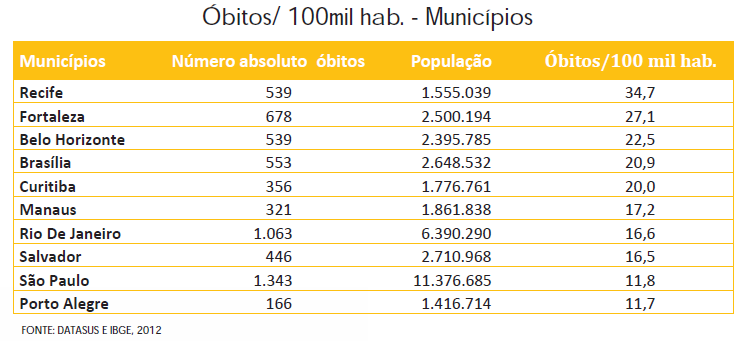 Óbitos/ 100mil hab. - Municípios
Municípios Número absoluto óbitos População Óbitos/100 mil hab.
Recife 539 1.555.039 34,7
Fortaleza 678 2.500.194 27,1
Belo Horizonte 539 2.395.785 22,5
Brasília 553 2.648.532 20,9
Curitiba 356 1.776.761 20,0
Manaus 321 1.861.838 17,2
Rio De Janeiro 1.063 6.390.290 16,6
Salvador 446 2.710.968 16,5
São Paulo 1.343 11.376.685 11,8
Porto Alegre 166 1.416.714 11,7
FONTE: DATASUS E IBGE, 2012